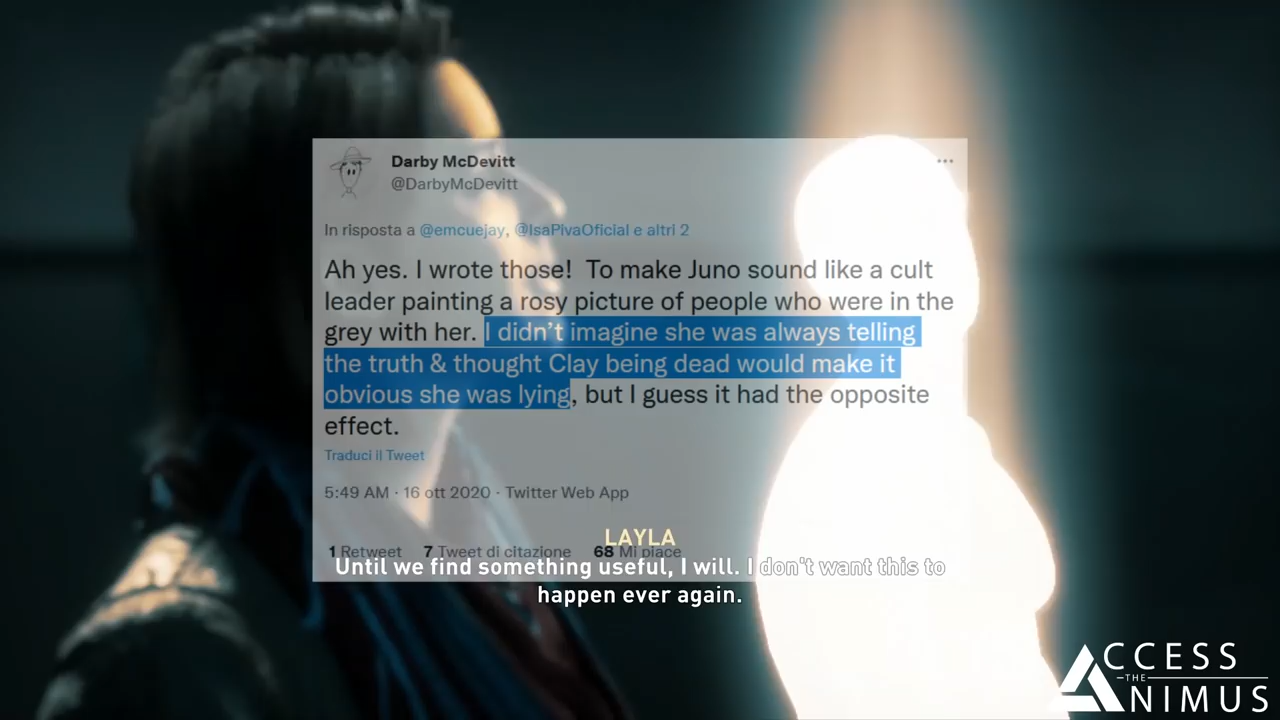 Darby McDevitt
@DarbyMcDevitt
...
In risposta a @emcuejay, @IsaPivaOficial e altri 2
Ah yes. I wrote those!  To make Juno sound like a cult
leader painting a rosy picture of people who were in the
grey with her. I didn't imagine she was always telling
the truth & thought Clay being dead would make it
obvious she was lying, but I guess it had the opposite
effect.
Traduci il Tweet
5:49 AM · 16 ott 2020 · Twitter Web App
LAYLA
1 Retweet 7 Tweet di citazione 68 Mi piace
Until we find something useful, I will. I don't want this to
happen ever again.
ACCESS
THE
ANIMUS